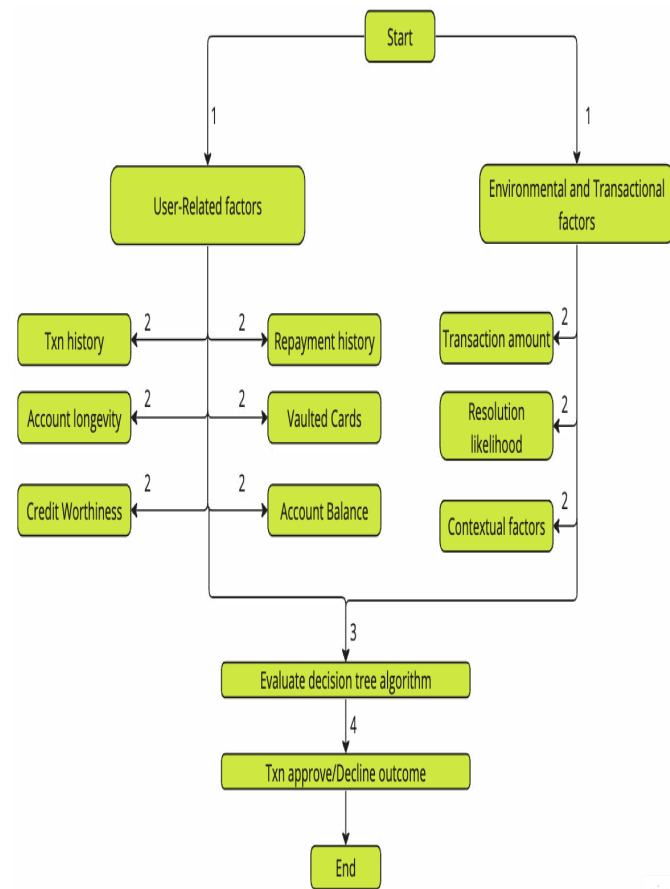 Start
1
1
User-Related factors
Environmental and Transactional
factors
2
2
2
Txn history
Repayment history
Transaction amount
2
2
2
Account longevity
Vaulted Cards
Resolution
likelihood
2
2
2
Credit Worthiness
Account Balance
Contextual factors
3
Evaluate decision tree algorithm
4
Txn approve/Decline outcome
End